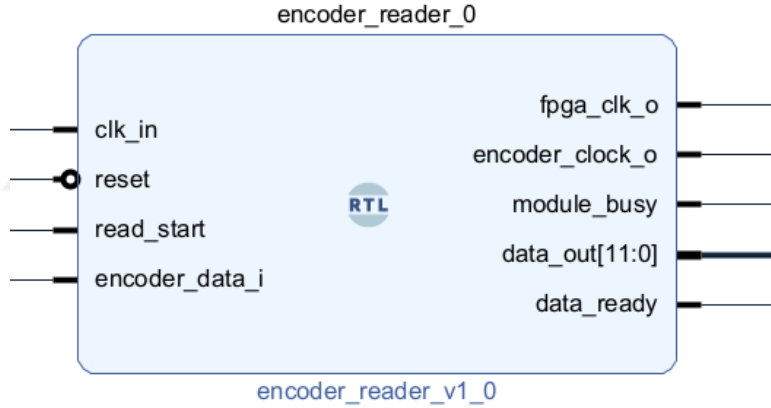 encoder_reader_0
clk_in
reset
read_start
encoder_data_i
RTL
fpga_clk_o
encoder_clock_o
module_busy
data_out[11:0]
data_ready
encoder_reader_v1_0